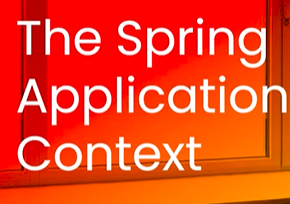 The Spring
Application
Context